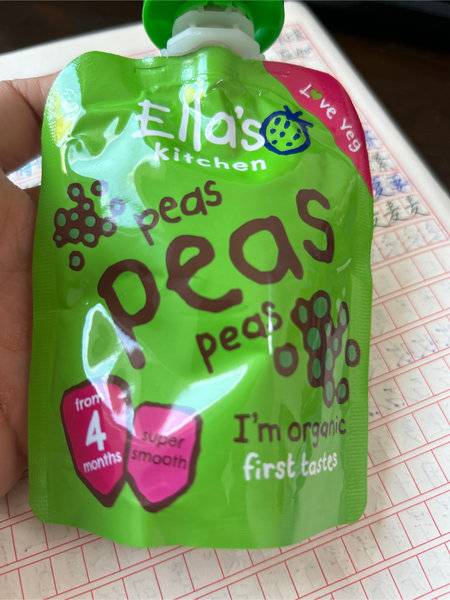 Ella's
kitchen
Love veg
peas
peas
peas
from
4
months
super
smooth
I'm organic
first tastes